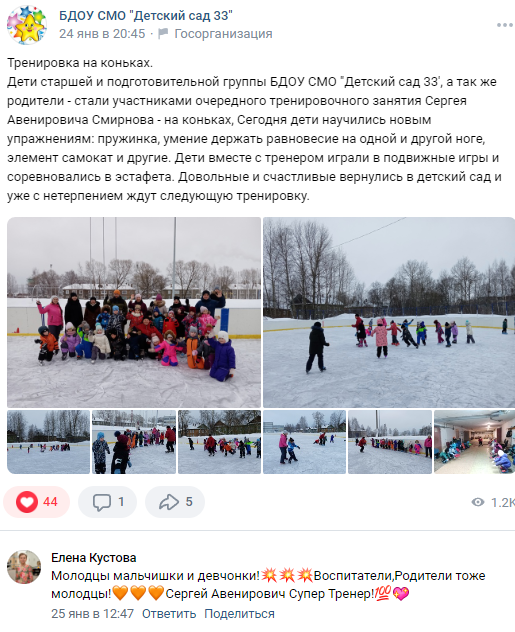 БДОУ СМО "Детский сад 33"
24 янв в 20:45 · Госорганизация
Тренировка на коньках.
Дети старшей и подготовительной группы БДОУ СМО "Детский сад 33', а так же
родители - стали участниками очередного тренировочного занятия Сергея
Авенировича Смирнова - на коньках, Сегодня дети научились новым
упражнениям: пружинка, умение держать равновесие на одной и другой ноге,
элемент самокат и другие. Дети вместе с тренером играли в подвижные игры и
соревновались в эстафета. Довольные и счастливые вернулись в детский сад и
уже с нетерпением ждут следующую тренировку.
44 1 5 1.2K
Елена Кустова
Молодцы мальчишки и девчонки!💥💥💥Воспитатели,Родители тоже
молодцы!🧡🧡🧡Сергей Авенирович Супер Тренер!💯💖
25 янв в 12:47 Ответить Поделиться